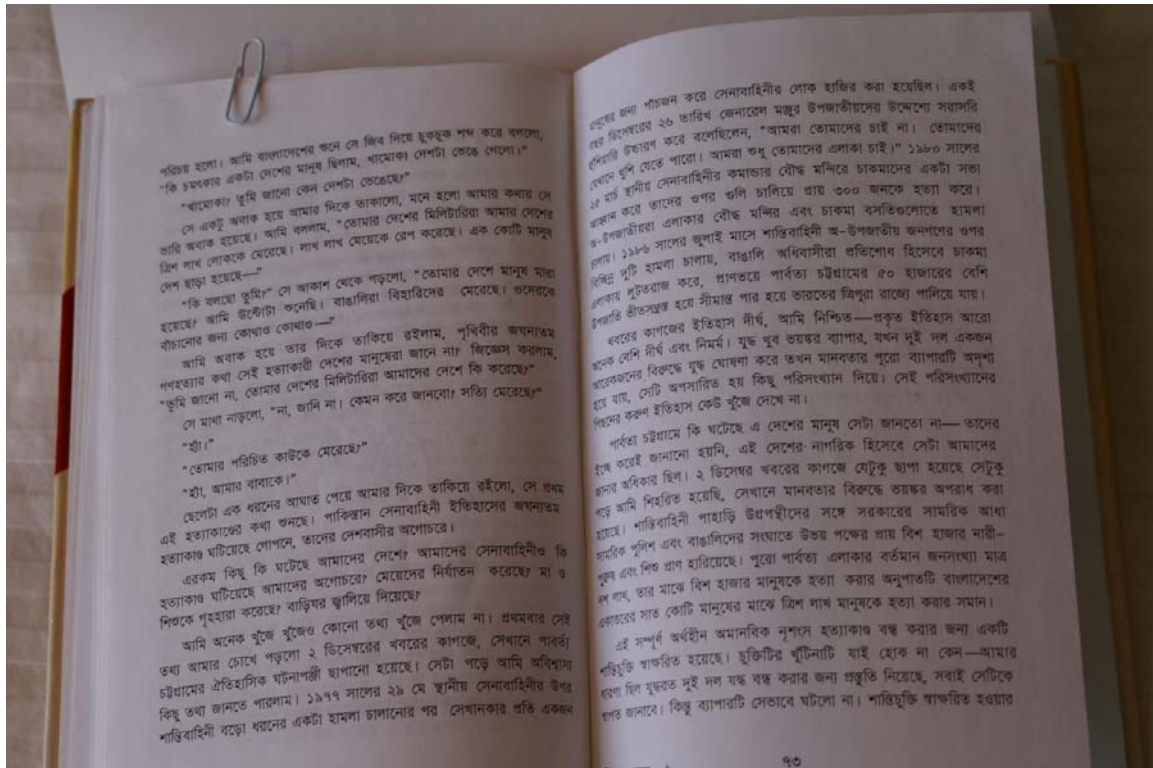 পরিচয় হলো। আমি বাংলাদেশের শুনে সে জিব দিয়ে চুকচুক শব্দ করে বললো,
“কি চমৎকার একটা দেশের মানুষ ছিলাম, খামোকা দেশটা ভেঙে গেলো।”
“খামোকা? তুমি জানো কেন দেশটা ভেঙেছে?”
সে একটু অবাক হয়ে আমার দিকে তাকালো, মনে হলো আমার কথায় সে
ভারি অবাক হয়েছে। আমি বললাম, “তোমার দেশের মিলিটারিরা আমার দেশের
ত্রিশ লাখ লোককে মেরেছে। লাখ লাখ মেয়েকে রেপ করেছে। এক কোটি মানুষ
দেশ ছাড়া হয়েছে—”
“কি বলছো তুমি?” সে আকাশ থেকে পড়লো, “তোমার দেশে মানুষ মারা
হয়েছে? আমি উল্টোটা শুনেছি। বাঙালিরা বিহারিদের মেরেছে। ওদেরকে
বাঁচানোর জন্য কোথাও কোথাও—”
আমি অবাক হয়ে তার দিকে তাকিয়ে রইলাম, পৃথিবীর জঘন্যতম
গণহত্যার কথা সেই হত্যাকারী দেশের মানুষেরা জানে না? জিজ্ঞেস করলাম,
“তুমি জানো না, তোমার দেশের মিলিটারিরা আমাদের দেশে কি করেছে?”
সে মাথা নাড়লো, “না, জানি না। কেমন করে জানবো? সত্যি মেরেছে?”
“হ্যাঁ।”
“তোমার পরিচিত কাউকে মেরেছে?”
“হ্যাঁ, আমার বাবাকে।”
ছেলেটা এক ধরনের আঘাত পেয়ে আমার দিকে তাকিয়ে রইলো, সে প্রথম
এই হত্যাকাণ্ডের কথা শুনছে। পাকিস্তান সেনাবাহিনী ইতিহাসের জঘন্যতম
হত্যাকাণ্ড ঘটিয়েছে গোপনে, তাদের দেশবাসীর অগোচরে।
এরকম কিছু কি ঘটেছে আমাদের দেশে? আমাদের সেনাবাহিনীও কি
হত্যাকাণ্ড ঘটিয়েছে আমাদের অগোচরে? মেয়েদের নির্যাতন করেছে? মা ও
শিশুকে গৃহহারা করেছে? বাড়িঘর জ্বালিয়ে দিয়েছে?
আমি অনেক খুঁজে খুঁজেও কোনো তথ্য খুঁজে পেলাম না। প্রথমবার সেই
তথ্য আমার চোখে পড়লো ২ ডিসেম্বরের খবরের কাগজে, সেখানে পার্বত্য
চট্টগ্রামের ঐতিহাসিক ঘটনাপঞ্জী ছাপানো হয়েছে। সেটা পড়ে আমি অবিশ্বাস্য
কিছু তথ্য জানতে পারলাম। ১৯৭৭ সালের ২৯ মে স্থানীয় সেনাবাহিনীর উপর
শান্তিবাহিনী বড়ো ধরনের একটা হামলা চালানোর পর সেখানকার প্রতি একজন
মানুষের জন্য পাঁচজন করে সেনাবাহিনীর লোক হাজির করা হয়েছিল। একই
বছর ডিসেম্বরের ২৬ তারিখ জেনারেল মঞ্জুর উপজাতীয়দের উদ্দেশ্যে সরাসরি
হুঁশিয়ারি উচ্চারণ করে বলেছিলেন, “আমরা তোমাদের চাই না। তোমাদের
যেখানে খুশি যেতে পারো। আমরা শুধু তোমাদের এলাকা চাই।” ১৯৮০ সালের
২৫ মার্চ স্থানীয় সেনাবাহিনীর কমান্ডার বৌদ্ধ মন্দিরে চাকমাদের একটা সভা
আহ্বান করে তাদের ওপর গুলি চালিয়ে প্রায় ৩০০ জনকে হত্যা করে।
অ-উপজাতীয়রা এলাকার বৌদ্ধ মন্দির এবং চাকমা বসতিগুলোতে হামলা
চালায়। ১৯৮৬ সালের জুলাই মাসে শান্তিবাহিনী অ-উপজাতীয় জনগণের ওপর
বিচ্ছিন্ন দুটি হামলা চালায়, বাঙালি অধিবাসীরা প্রতিশোধ হিসেবে চাকমা
এলাকায় লুটতরাজ করে, প্রাণভয়ে পার্বত্য চট্টগ্রামের ৫০ হাজারের বেশি
উপজাতি ভীতসন্ত্রস্ত হয়ে সীমান্ত পার হয়ে ভারতের ত্রিপুরা রাজ্যে পালিয়ে যায়।
খবরের কাগজের ইতিহাস দীর্ঘ, আমি নিশ্চিত—প্রকৃত ইতিহাস আরো
অনেক বেশি দীর্ঘ এবং নির্মম। যুদ্ধ খুব ভয়ঙ্কর ব্যাপার, যখন দুই দল একজন
আরেকজনের বিরুদ্ধে যুদ্ধ ঘোষণা করে তখন মানবতার পুরো ব্যাপারটি অদৃশ্য
হয়ে যায়, সেটি অপসারিত হয় কিছু পরিসংখ্যান দিয়ে। সেই পরিসংখ্যানের
পিছনের করুণ ইতিহাস কেউ খুঁজে দেখে না।
পার্বত্য চট্টগ্রামে কি ঘটেছে এ দেশের মানুষ সেটা জানতো না— তাদের
ইচ্ছে করেই জানানো হয়নি, এই দেশের নাগরিক হিসেবে সেটা আমাদের
জানার অধিকার ছিল। ২ ডিসেম্বর খবরের কাগজে যেটুকু ছাপা হয়েছে সেটুকু
পড়ে আমি শিহরিত হয়েছি, সেখানে মানবতার বিরুদ্ধে ভয়ঙ্কর অপরাধ করা
হয়েছে। শান্তিবাহিনী পাহাড়ি উগ্রপন্থীদের সঙ্গে সরকারের সামরিক আধা
সামরিক পুলিশ এবং বাঙালিদের সংঘাতে উভয় পক্ষের প্রায় বিশ হাজার নারী-
পুরুষ এবং শিশু প্রাণ হারিয়েছে। পুরো পার্বত্য এলাকার বর্তমান জনসংখ্যা মাত্র
দশ লাখ, তার মাঝে বিশ হাজার মানুষকে হত্যা করার অনুপাতটি বাংলাদেশের
একাত্তরের সাত কোটি মানুষের মাঝে ত্রিশ লাখ মানুষকে হত্যা করার সমান।
এই সম্পূর্ণ অর্থহীন অমানবিক নৃশংস হত্যাকাণ্ড বন্ধ করার জন্য একটি
শান্তিচুক্তি স্বাক্ষরিত হয়েছে। চুক্তিটির খুঁটিনাটি যাই হোক না কেন—আমার
ধারণা ছিল যুদ্ধরত দুই দল যুদ্ধ বন্ধ করার জন্য প্রস্তুতি নিয়েছে, সবাই সেটিকে
স্বাগত জানাবে। কিন্তু ব্যাপারটি সেভাবে ঘটলো না। শান্তিচুক্তি স্বাক্ষরিত হওয়ার
৭৩